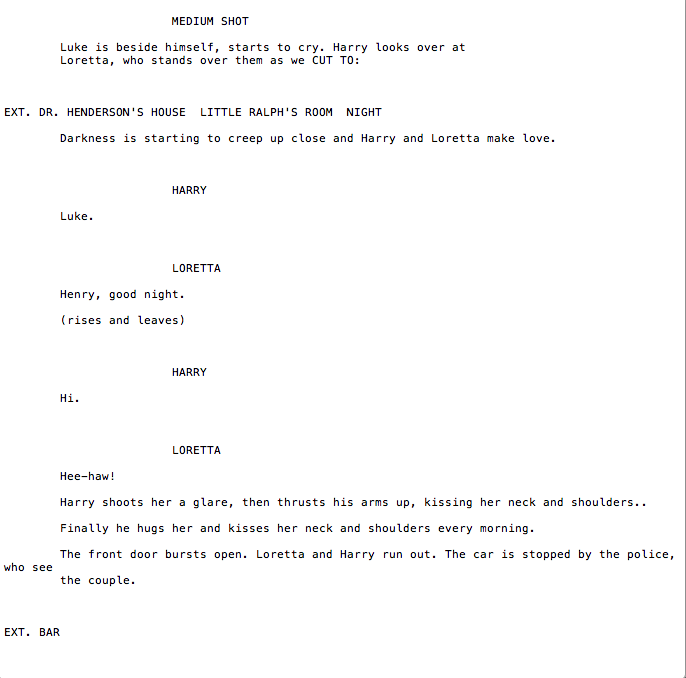 MEDIUM SHOT
Luke is beside himself, starts to cry. Harry looks over at
Loretta, who stands over them as we CUT TO:
EXT. DR. HENDERSON'S HOUSE  LITTLE RALPH'S ROOM  NIGHT
Darkness is starting to creep up close and Harry and Loretta make love.
HARRY
Luke.
LORETTA
Henry, good night.
(rises and leaves)
HARRY
Hi.
LORETTA
Hee-haw!
Harry shoots her a glare, then thrusts his arms up, kissing her neck and shoulders..
Finally he hugs her and kisses her neck and shoulders every morning.
The front door bursts open. Loretta and Harry run out. The car is stopped by the police,
who see
the couple.
EXT. BAR